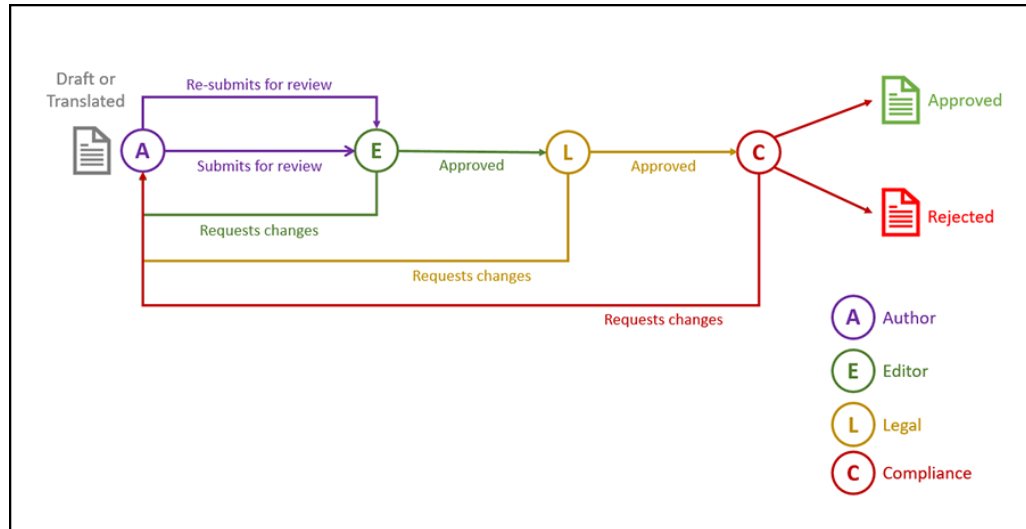 Draft or
Translated
Re-submits for review
A
Submits for review
E
Approved
L
Approved
C
Approved
Rejected
Requests changes
Requests changes
Requests changes
A Author
E Editor
L Legal
C Compliance